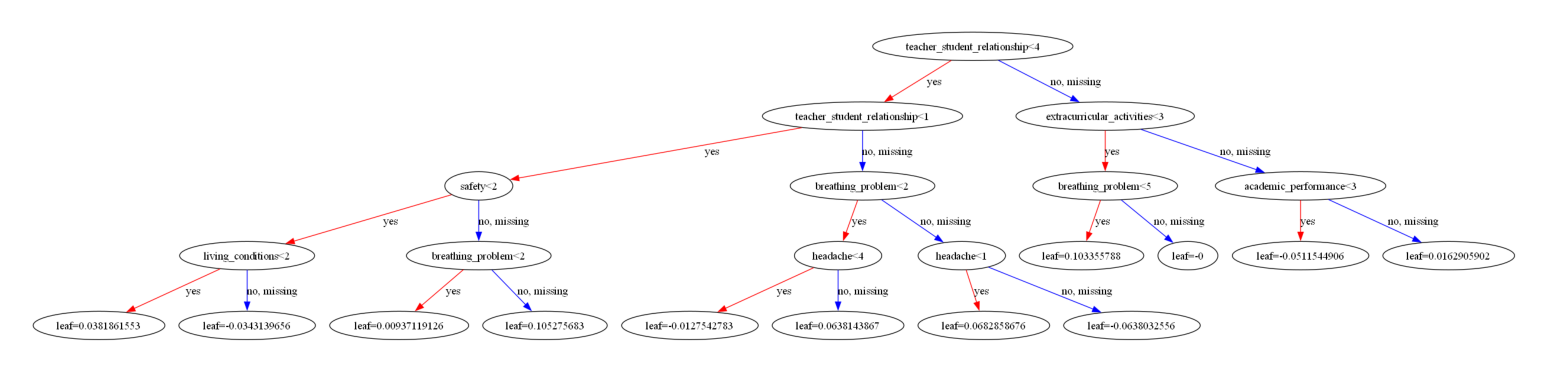 teacher_student_relationship<4
yes
no, missing
teacher_student_relationship<1
extracurricular_activities<3
yes
no, missing
yes
no, missing
safety<2
breathing_problem<2
breathing_problem<5
academic_performance<3
yes
no, missing
yes
no, missing
yes
no, missing
yes
no, missing
living_conditions<2
breathing_problem<2
headache<4
headache<1
leaf=0.103355788
leaf=-0
leaf=-0.0511544906
leaf=0.0162905902
yes
no, missing
yes
no, missing
yes
no, missing
yes
no, missing
leaf=0.0381861553
leaf=-0.0343139656
leaf=0.00937119126
leaf=0.105275683
leaf=-0.0127542783
leaf=0.0638143867
leaf=0.0682858676
leaf=-0.0638032556